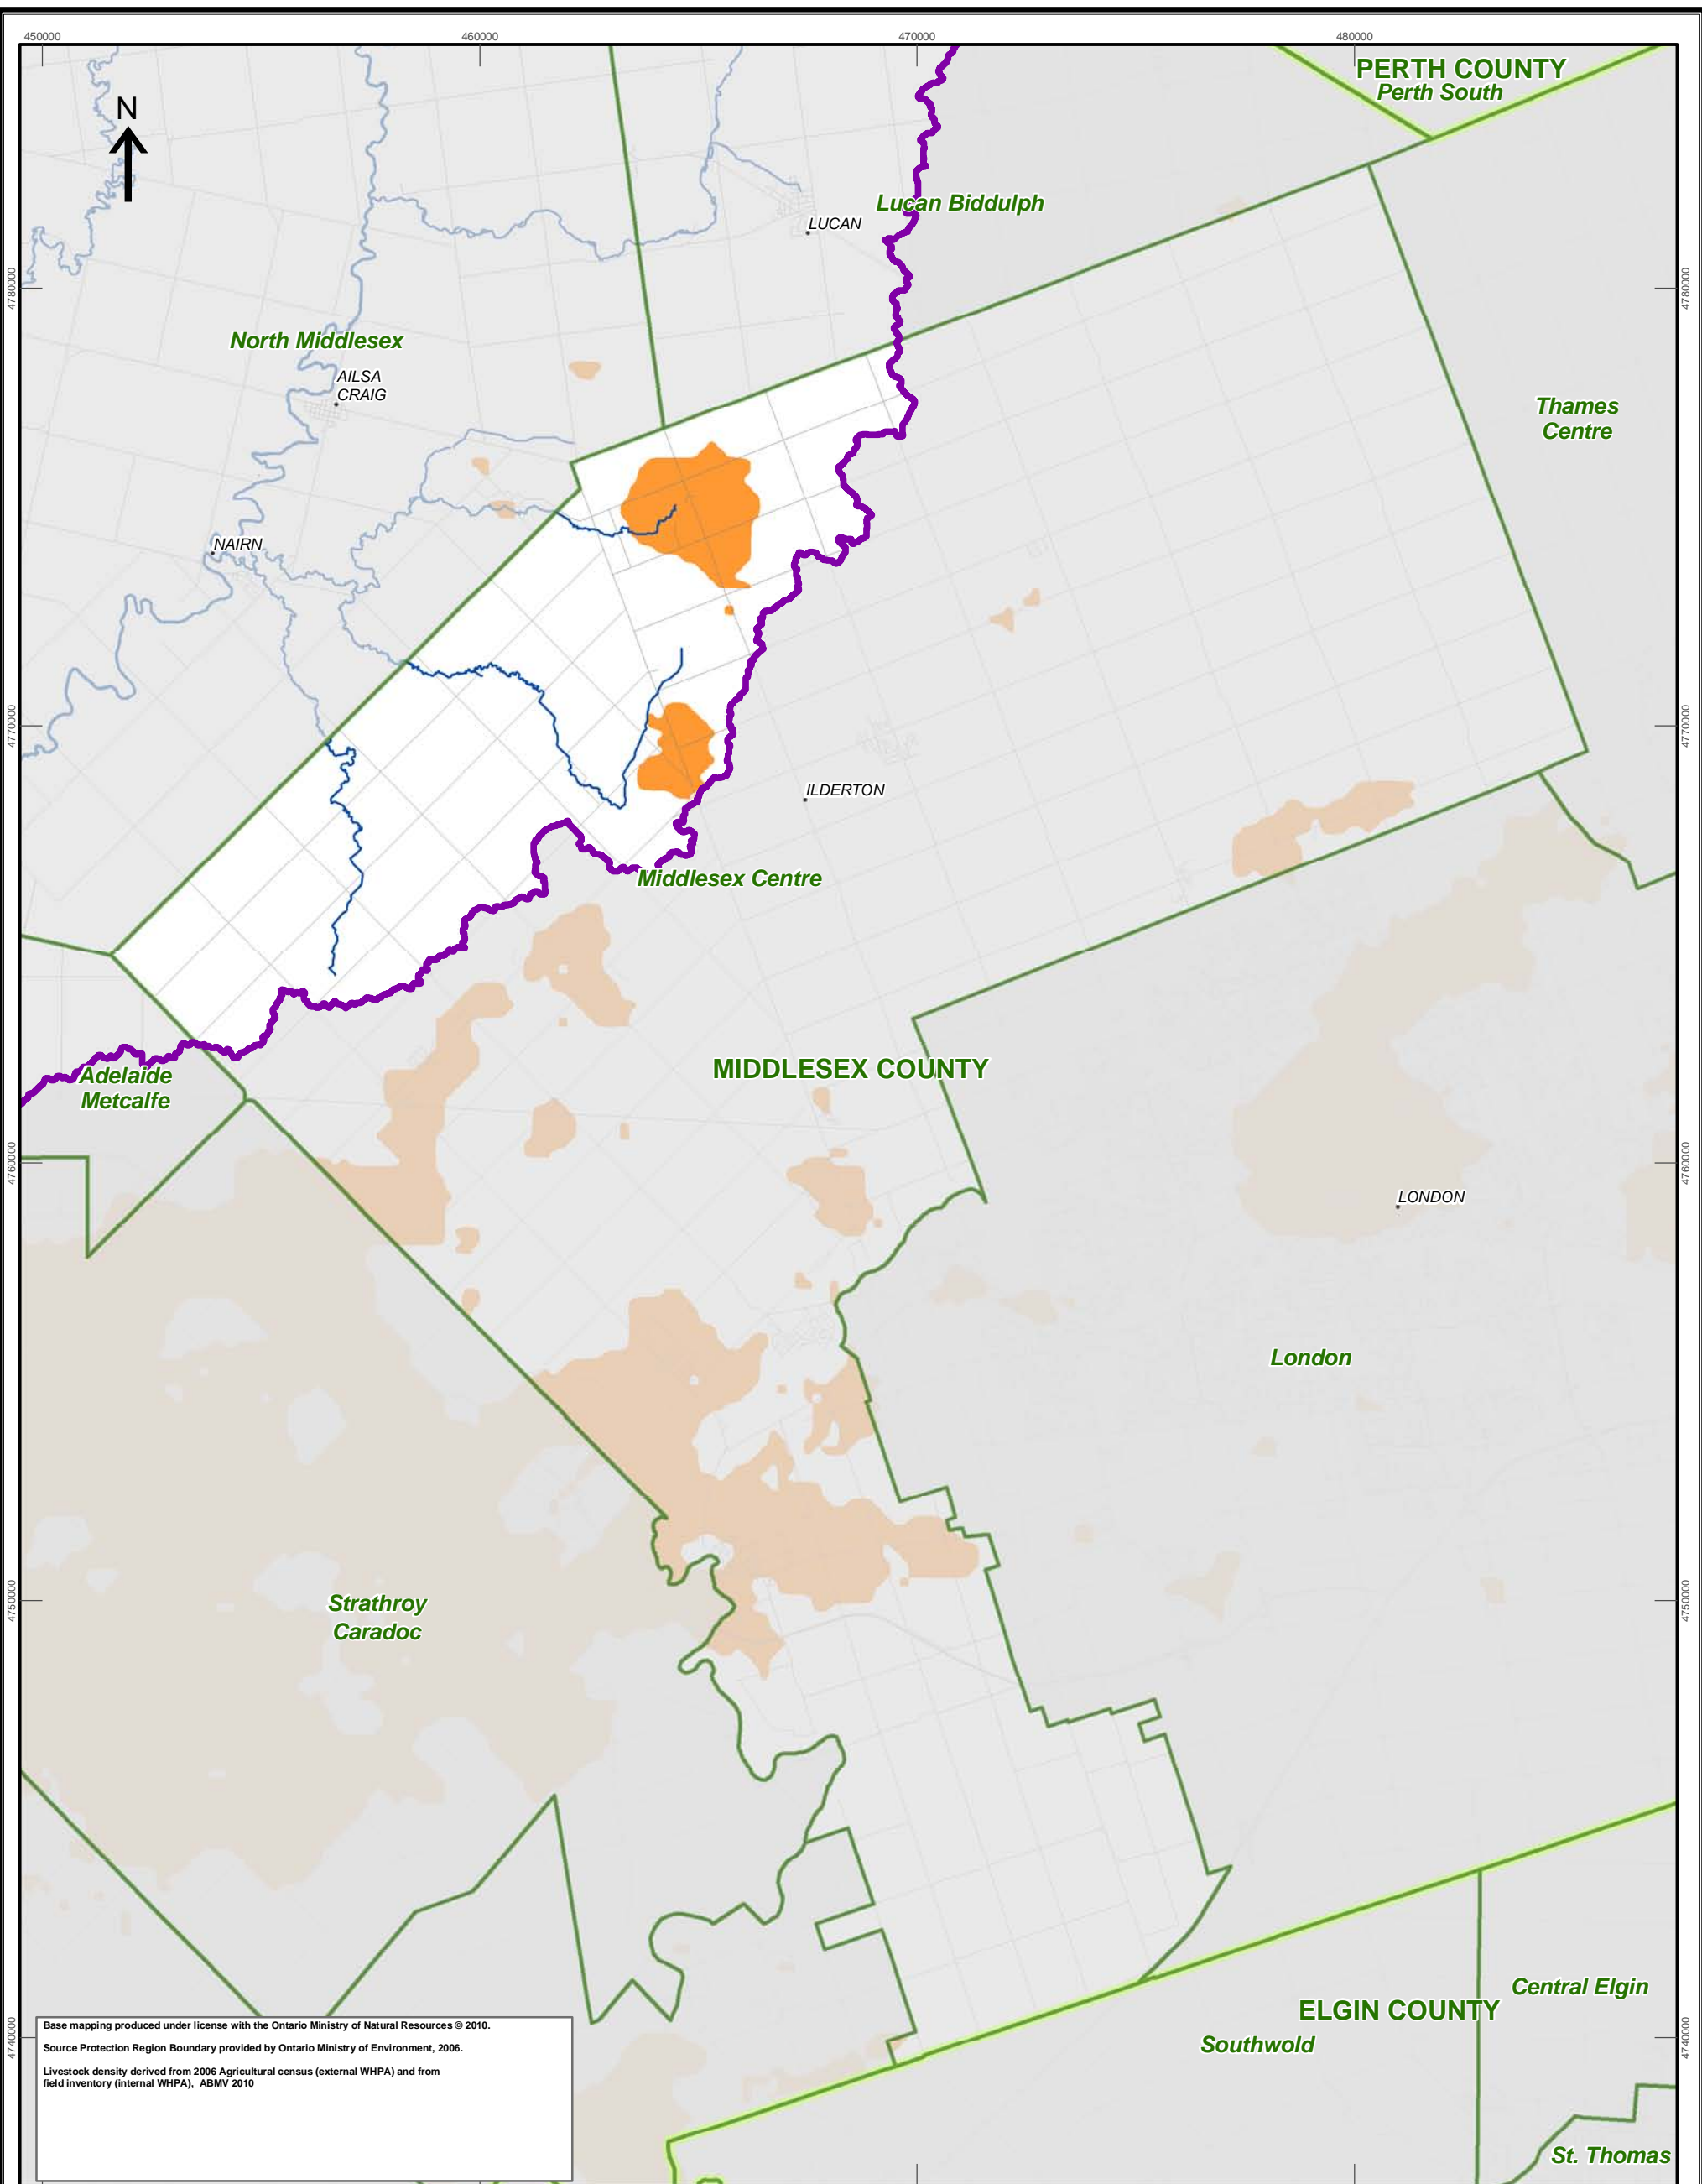 450000
460000
470000
480000
PERTH COUNTY
Perth South
N
Lucan Biddulph
LUCAN
4780000
4780000
North Middlesex
AILSA
CRAIG
Thames
Centre
NAIRN
4770000
4770000
ILDERTON
Middlesex Centre
MIDDLESEX COUNTY
Adelaide
Metcalfe
4760000
4760000
LONDON
London
4750000
4750000
Strathroy
Caradoc
Central Elgin
ELGIN COUNTY
Southwold
4740000
4740000
Base mapping produced under license with the Ontario Ministry of Natural Resources © 2010.
Source Protection Region Boundary provided by Ontario Ministry of Environment, 2006.
Livestock density derived from 2006 Agricultural census (external WHPA) and from
field inventory (internal WHPA), ABMV 2010
St. Thomas